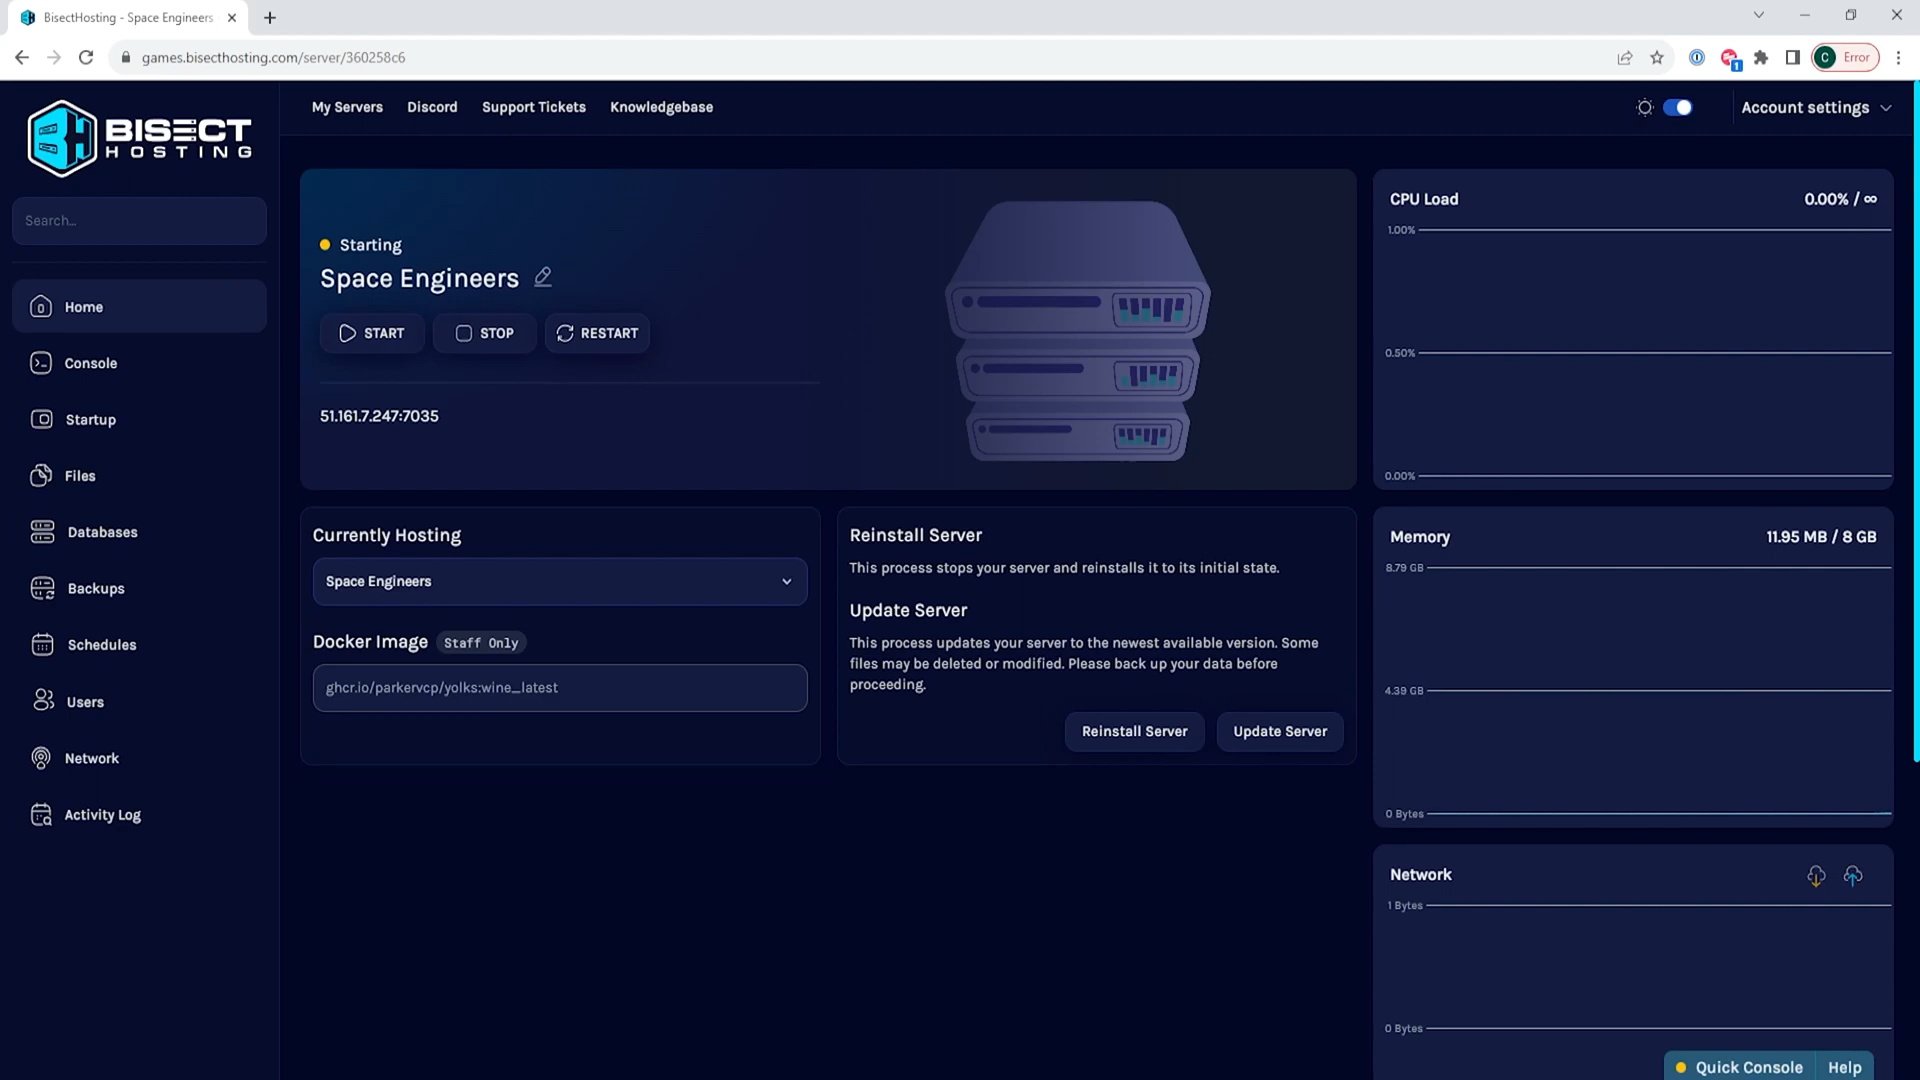 BisectHosting - Space Engineers
games.bisecthosting.com/server/360258c6
1
C
Error
BISECT
HOSTING
My Servers
Discord
Support Tickets
Knowledgebase
Account settings
Search...
Home
Console
Startup
Files
Databases
Backups
Schedules
Users
Network
Activity Log
Starting
Space Engineers
START
STOP
RESTART
51.161.7.247:7035
Currently Hosting
Space Engineers
Docker Image
Staff Only
ghcr.io/parkervcp/yolks:wine_latest
Reinstall Server
This process stops your server and reinstalls it to its initial state.
Update Server
This process updates your server to the newest available version. Some
files may be deleted or modified. Please back up your data before
proceeding.
Reinstall Server
Update Server
CPU Load
0.00% / ∞
1.00%
0.50%
0.00%
Memory
11.95 MB / 8 GB
8.79 GB
4.39 GB
0 Bytes
Network
1 Bytes
0 Bytes
Quick Console
Help